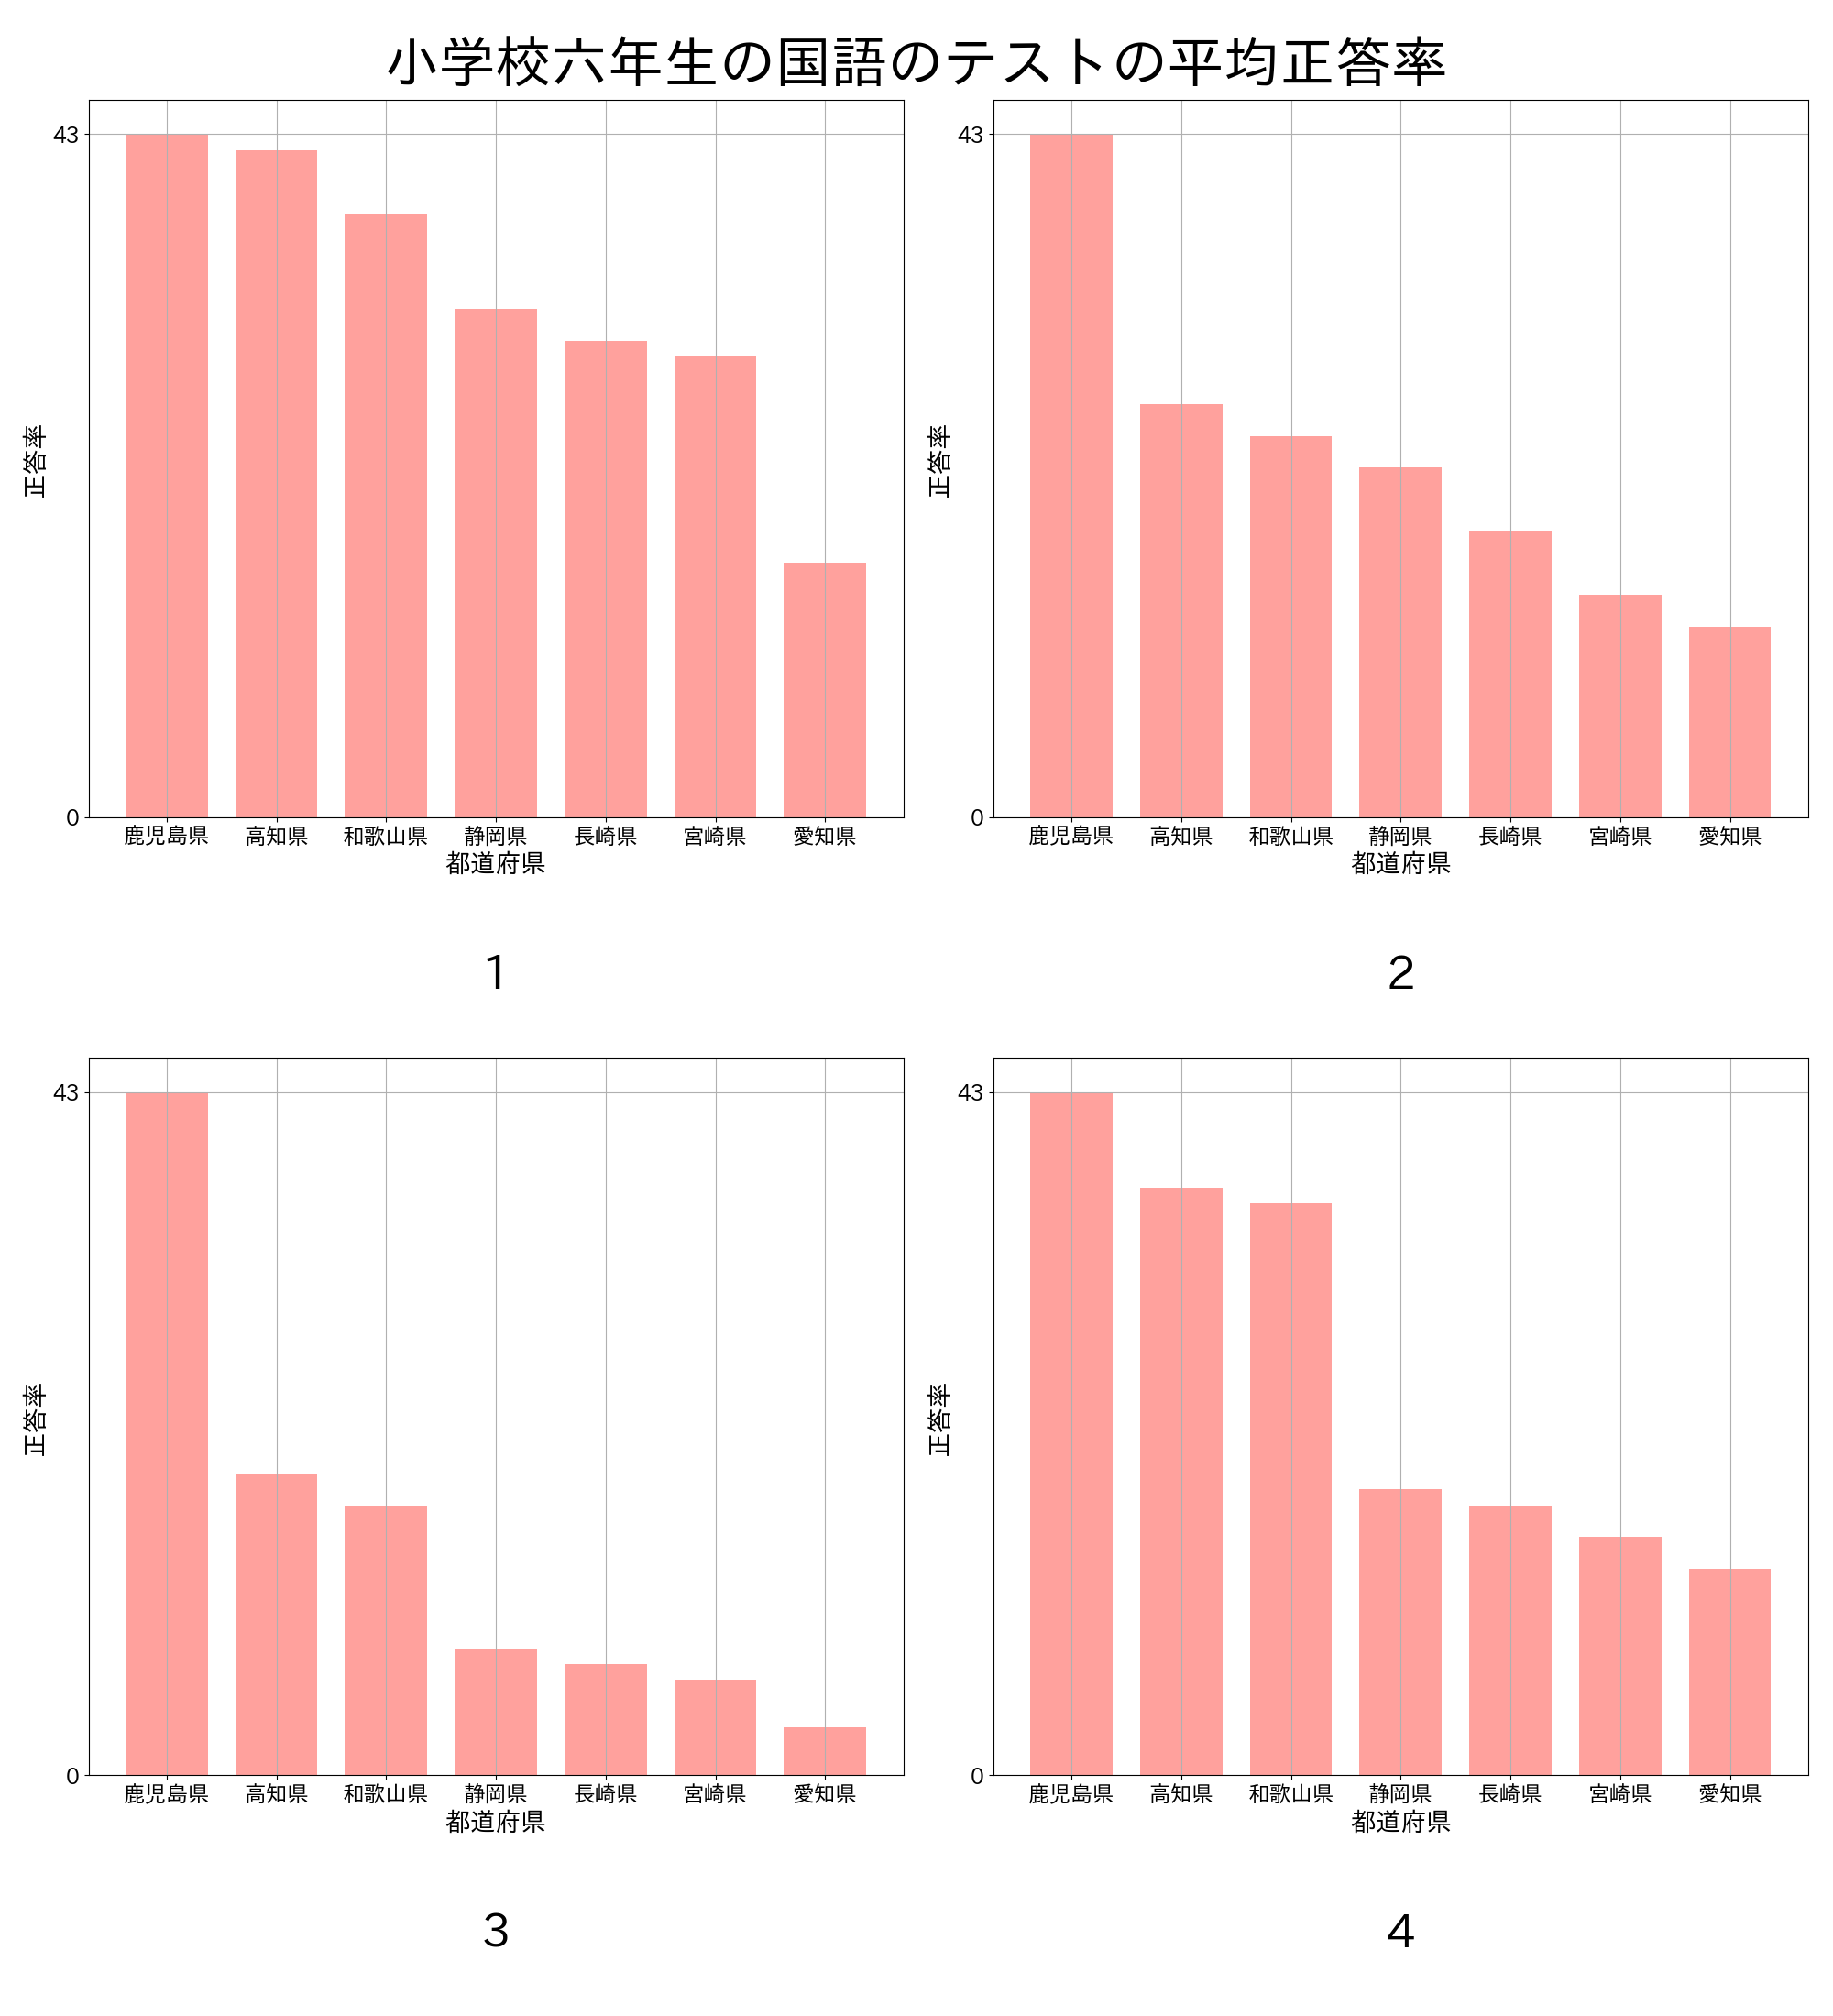 小学校六年生の国語のテストの平均正答率
43
0
正答率
鹿児島県 高知県 和歌山県 静岡県 長崎県 宮崎県 愛知県
都道府県
1
43
0
正答率
鹿児島県 高知県 和歌山県 静岡県 長崎県 宮崎県 愛知県
都道府県
2
43
0
正答率
鹿児島県 高知県 和歌山県 静岡県 長崎県 宮崎県 愛知県
都道府県
3
43
0
正答率
鹿児島県 高知県 和歌山県 静岡県 長崎県 宮崎県 愛知県
都道府県
4